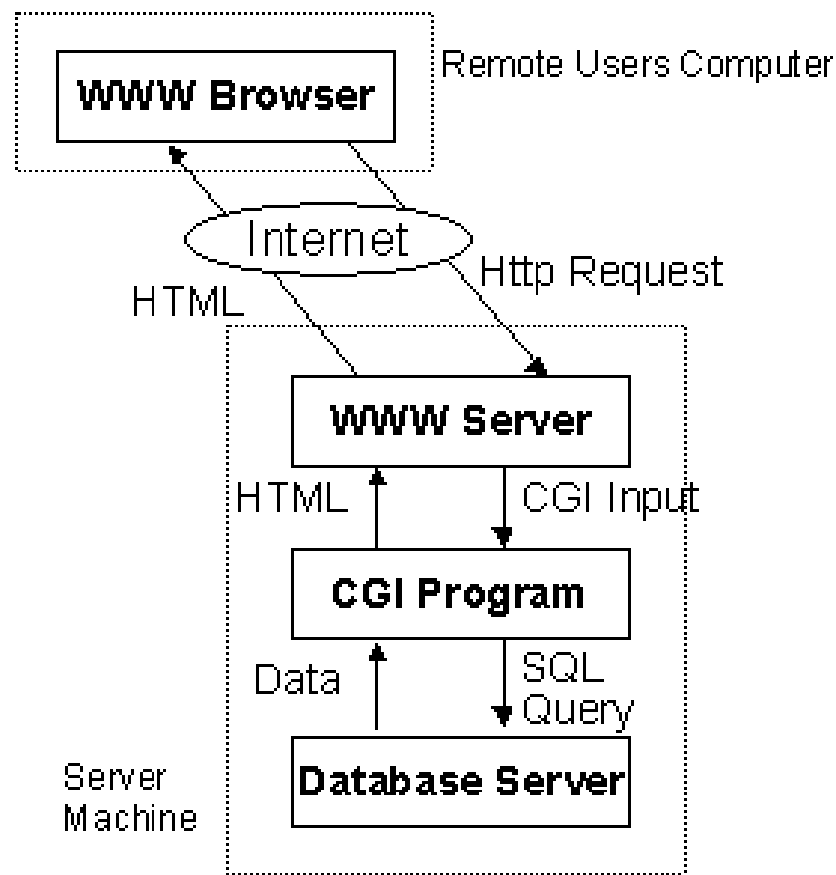 Remote Users Computer
WWW Browser
Internet
Http Request
HTML
WWW Server
HTML
CGI Input
CGI Program
Data
SQL
Query
Database Server
Server
Machine